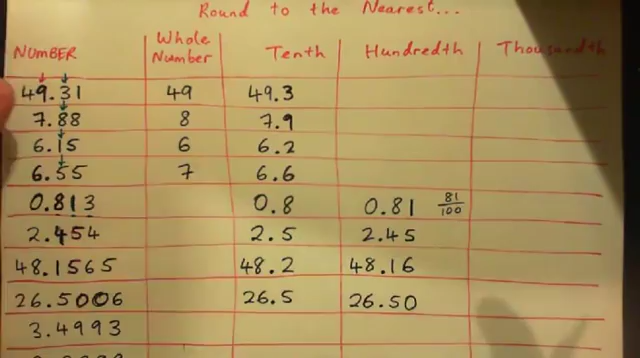 Round to the Nearest...
NUMBER Whole Number Tenth Hundredth Thousandth
49.31 49 49.3
7.88 8 7.9
6.15 6 6.2
6.55 7 6.6
0.813 0.8 0.81 81/100
2.454 2.5 2.45
48.1565 48.2 48.16
26.5006 26.5 26.50
3.4993